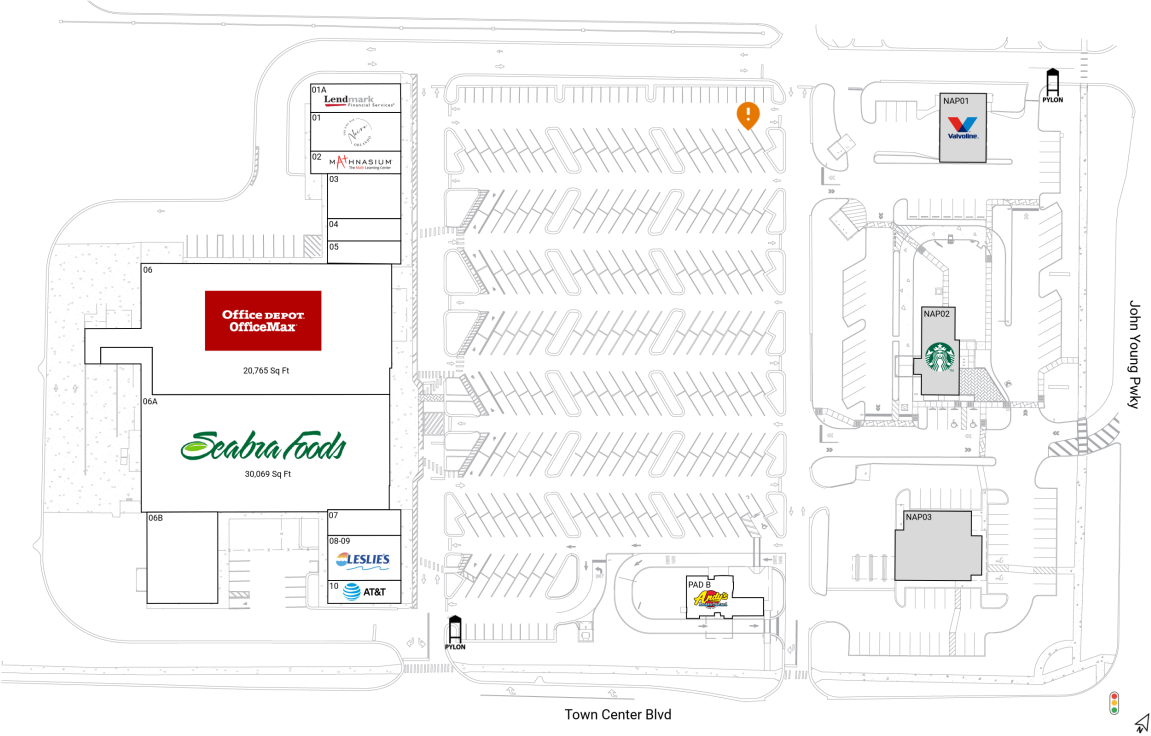 01A
Lendmark
Financial Services
01
02
MATHNASIUM
The Math Learning Center
03
04
05
06
Office DEPOT
OfficeMax
20,765 Sq Ft
06A
Seabra Foods
30,069 Sq Ft
06B
07
08-09
LESLIE'S
10
AT&T
PYLON
PAD B
Andy's
!
NAP01
Valvoline
PYLON
NAP02
NAP03
John Young Pwky
Town Center Blvd
N